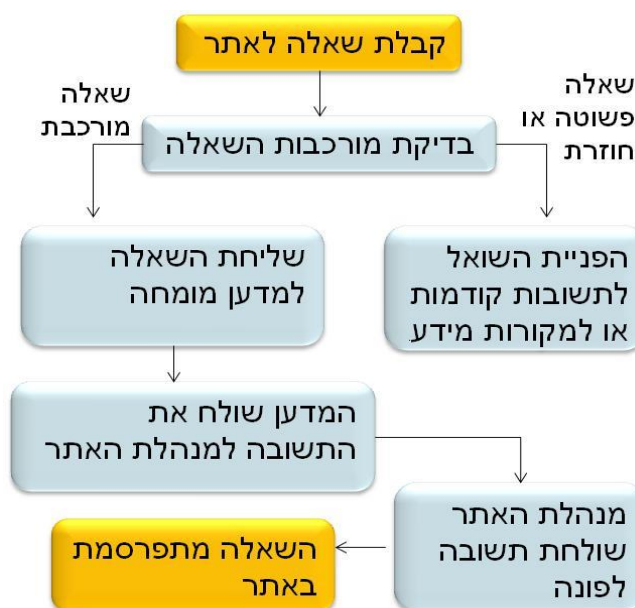 קבלת שאלה לאתר
שאלה
פשוטה או
חוזרת
שאלה
מורכבת
בדיקת מורכבות השאלה
הפניית השואל
לתשובות קודמות
או למקורות מידע.
שליחת השאלה
למדען מומחה
המדען שולח את
התשובה למנהלת האתר
מנהלת האתר
שולחת תשובה
לפונה
השאלה מתפרסמת
באתר